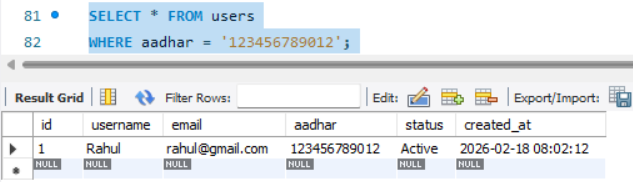 81 SELECT * FROM users
82 WHERE aadhar = '123456789012';
Result Grid Filter Rows: Edit: Export/Import:
id username email aadhar status created_at
1 Rahul rahul@gmail.com 123456789012 Active 2026-02-18 08:02:12
NULL NULL NULL NULL NULL NULL